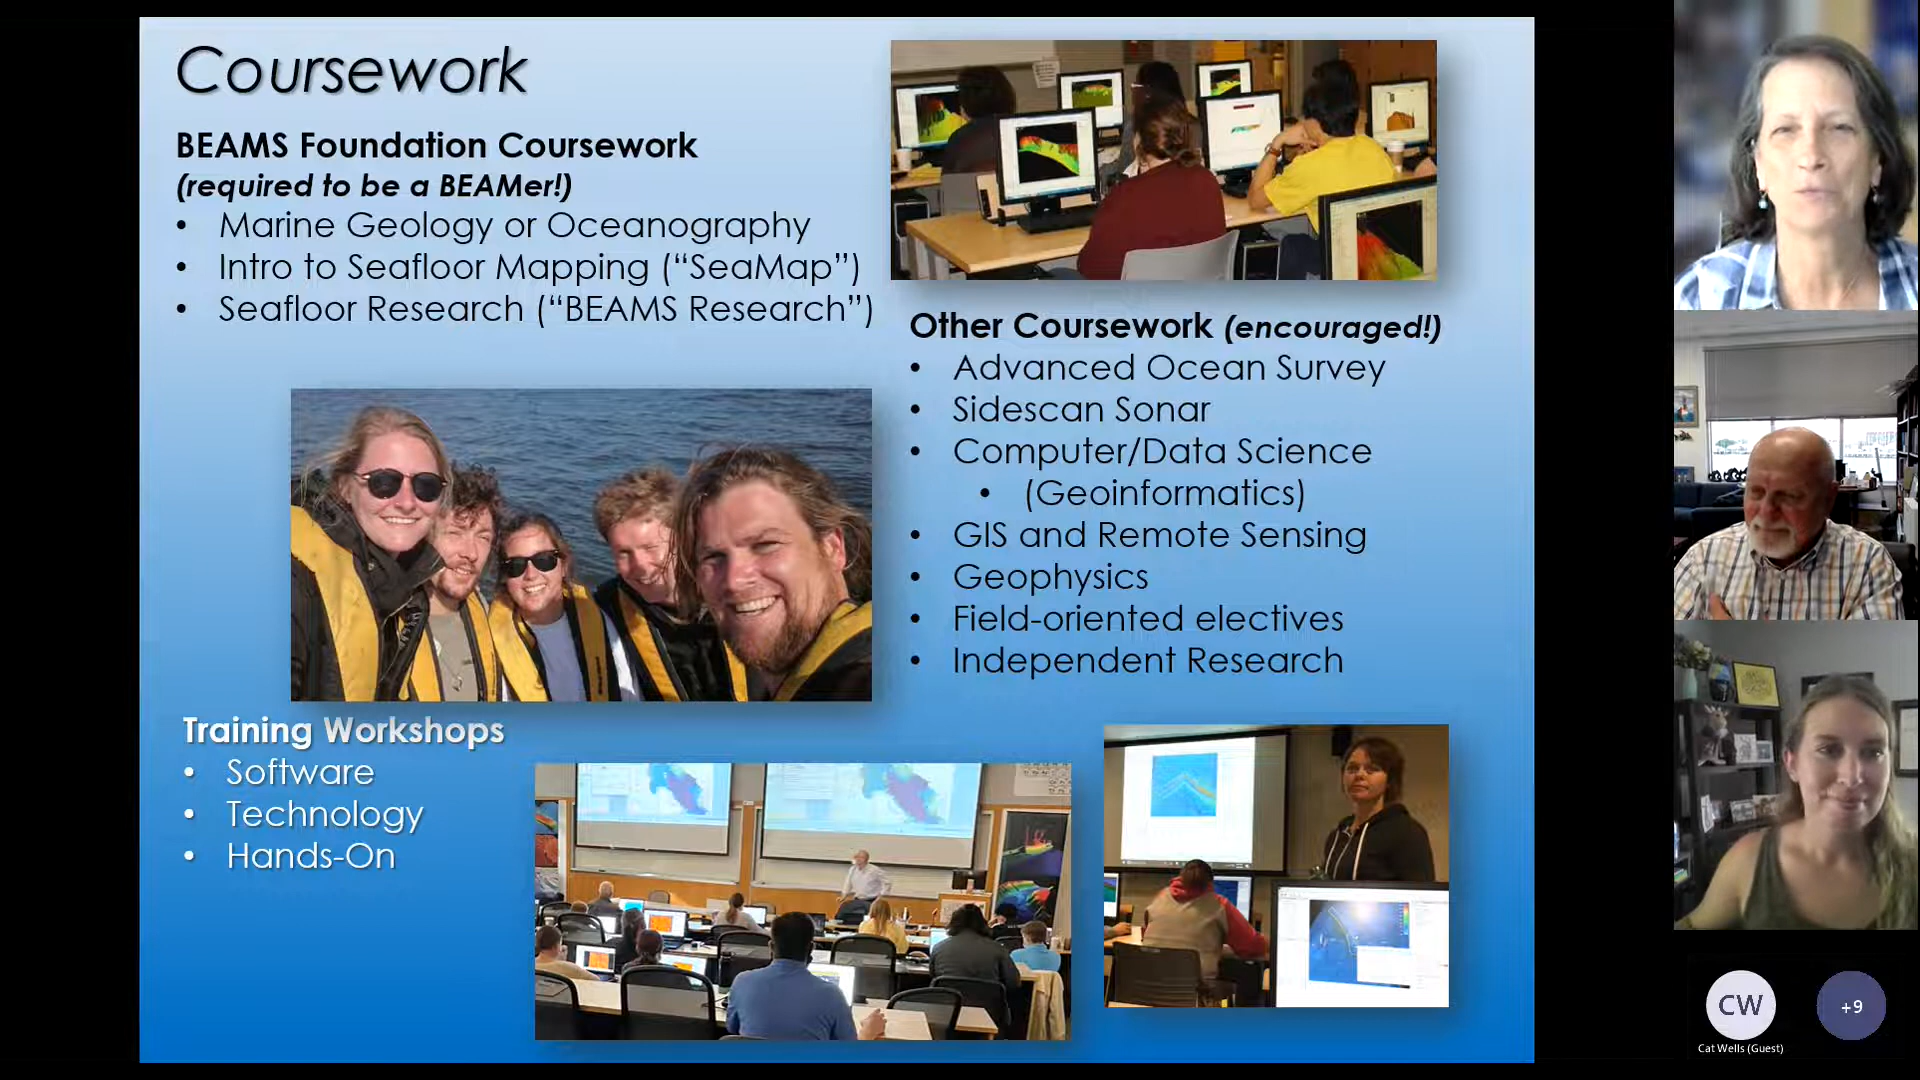 Coursework
BEAMS Foundation Coursework
(required to be a BEAMer!)
• Marine Geology or Oceanography
• Intro to Seafloor Mapping (“SeaMap”)
• Seafloor Research (“BEAMS Research”)
Other Coursework (encouraged!)
• Advanced Ocean Survey
• Sidescan Sonar
• Computer/Data Science
• (Geoinformatics)
• GIS and Remote Sensing
• Geophysics
• Field-oriented electives
• Independent Research
Training Workshops
• Software
• Technology
• Hands-On
CW
+9
Cat Wells (Guest)